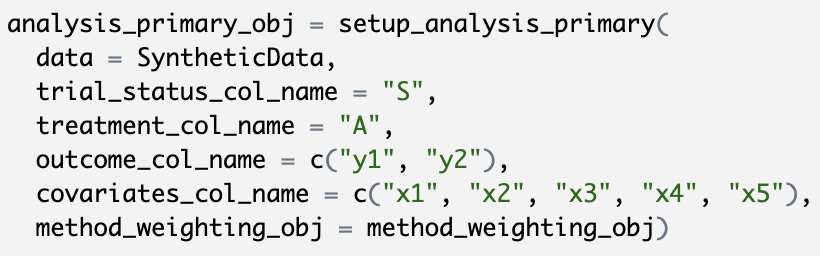 analysis_primary_obj = setup_analysis_primary(
  data = SyntheticData,
  trial_status_col_name = "S",
  treatment_col_name = "A",
  outcome_col_name = c("y1", "y2"),
  covariates_col_name = c("x1", "x2", "x3", "x4", "x5"),
  method_weighting_obj = method_weighting_obj)